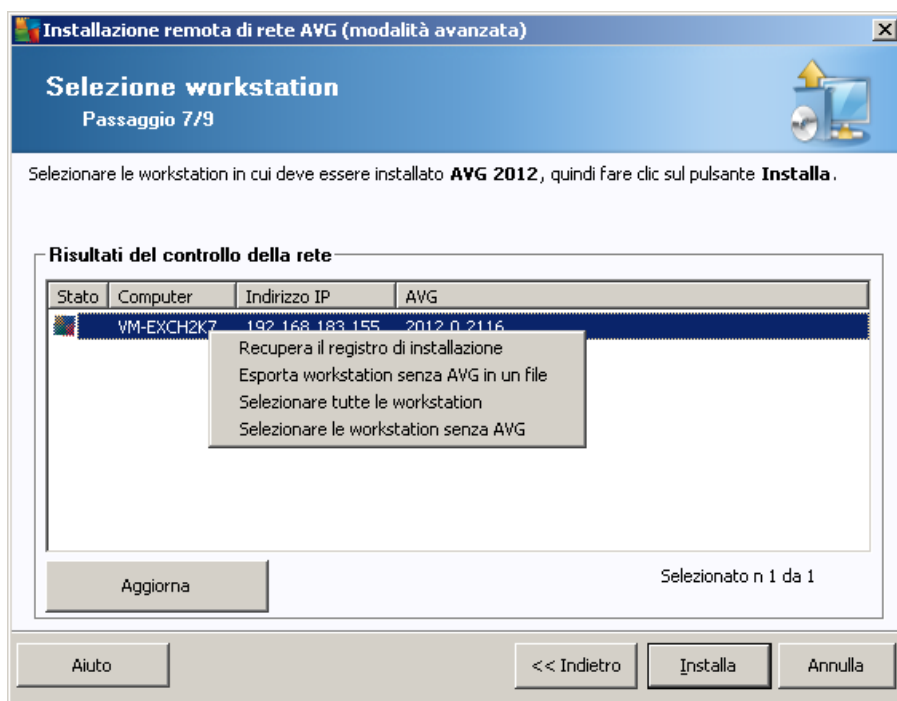 Installazione remota di rete AVG (modalità avanzata)
Selezione workstation
Passaggio 7/9
Selezionare le workstation in cui deve essere installato AVG 2012, quindi fare clic sul pulsante Installa.
Risultati del controllo della rete
Stato Computer Indirizzo IP AVG
VM-EXCH2K7 192.168.183.155 2012.0.2116
Recupera il registro di installazione
Esporta workstation senza AVG in un file
Selezionare tutte le workstation
Selezionare le workstation senza AVG
Aggiorna Selezionato n 1 da 1
Aiuto << Indietro Installa Annulla